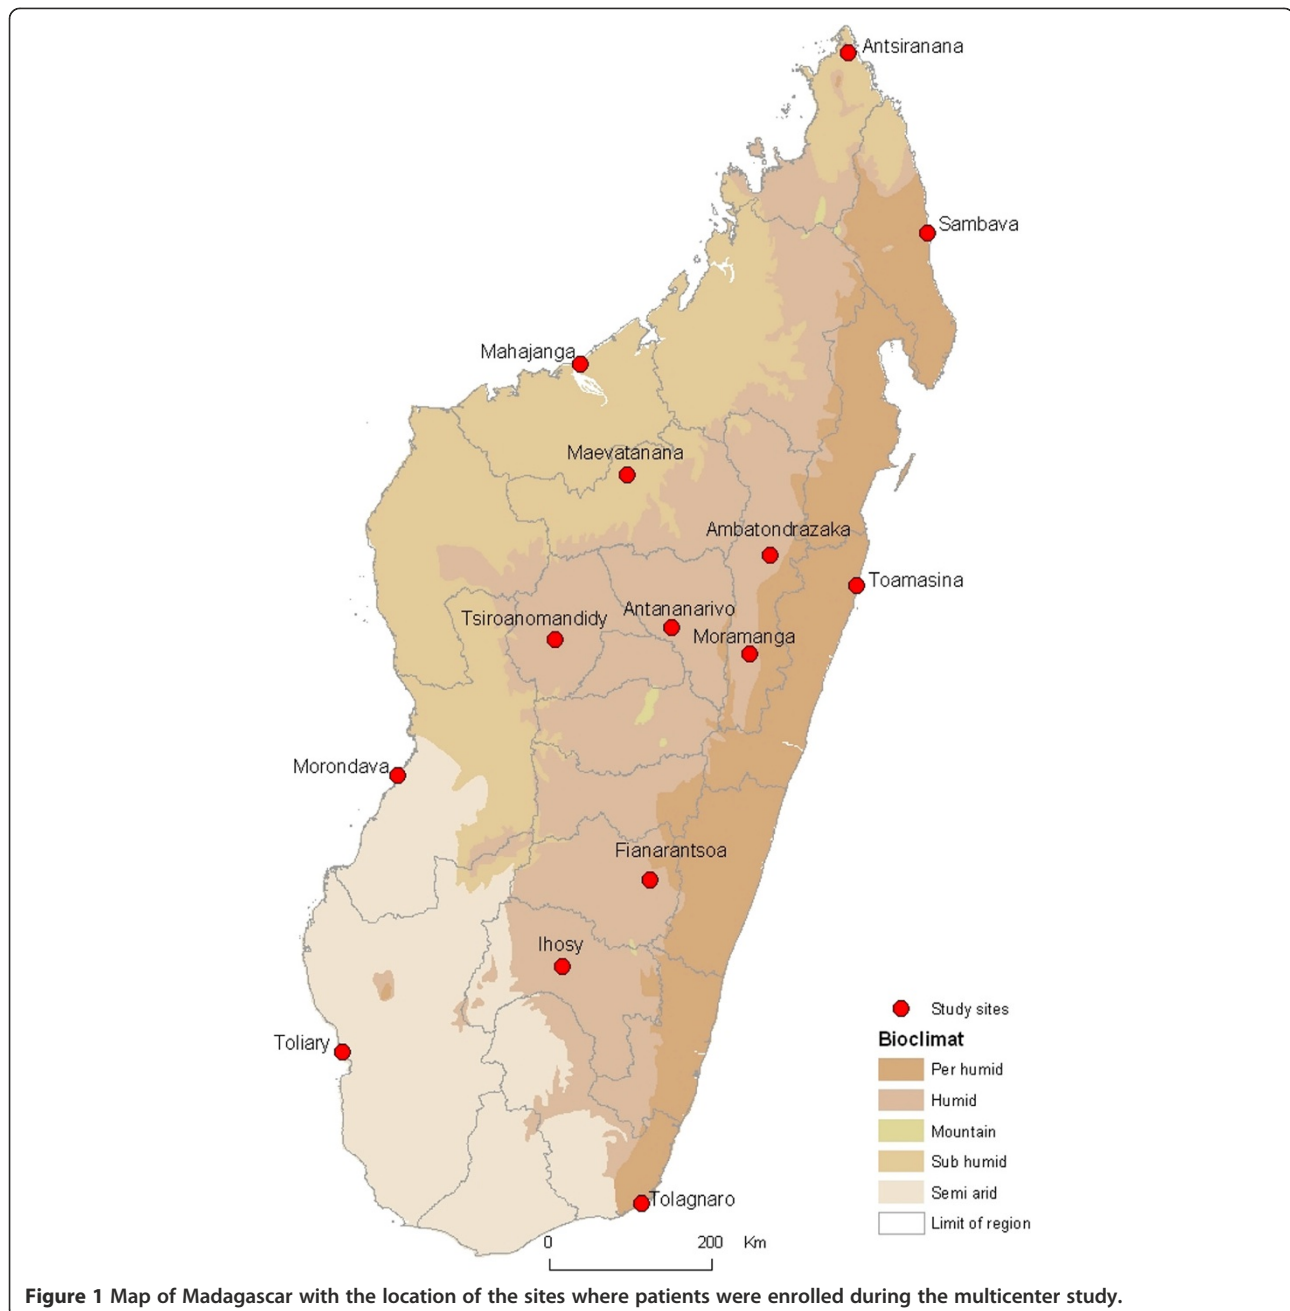 Antsiranana
Sambava
Mahajanga
Maevatanana
Ambatondrazaka
Toamasina
Antananarivo
Tsiroanomandidy
Moramanga
Morondava
Fianarantsoa
Ihosy
Toliary
Tolagnaro
Study sites
Bioclimat
Per humid
Humid
Mountain
Sub humid
Semi arid
Limit of region
0 200 Km
Figure 1 Map of Madagascar with the location of the sites where patients were enrolled during the multicenter study.